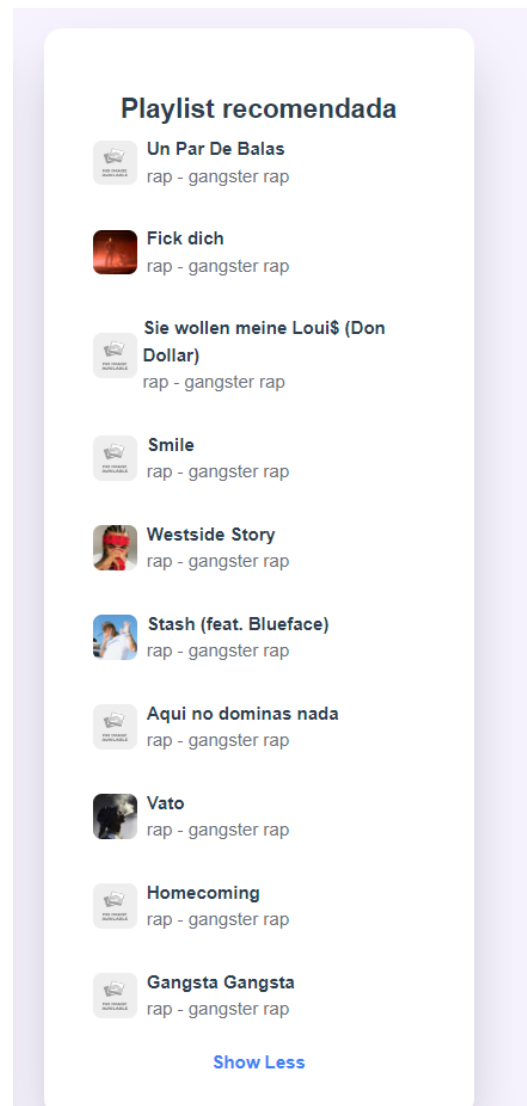 Playlist recomendada
Un Par De Balas
rap - gangster rap
Fick dich
rap - gangster rap
Sie wollen meine Loui$ (Don
Dollar)
rap - gangster rap
Smile
rap - gangster rap
Westside Story
rap - gangster rap
Stash (feat. Blueface)
rap - gangster rap
Aqui no dominas nada
rap - gangster rap
Vato
rap - gangster rap
Homecoming
rap - gangster rap
Gangsta Gangsta
rap - gangster rap
Show Less